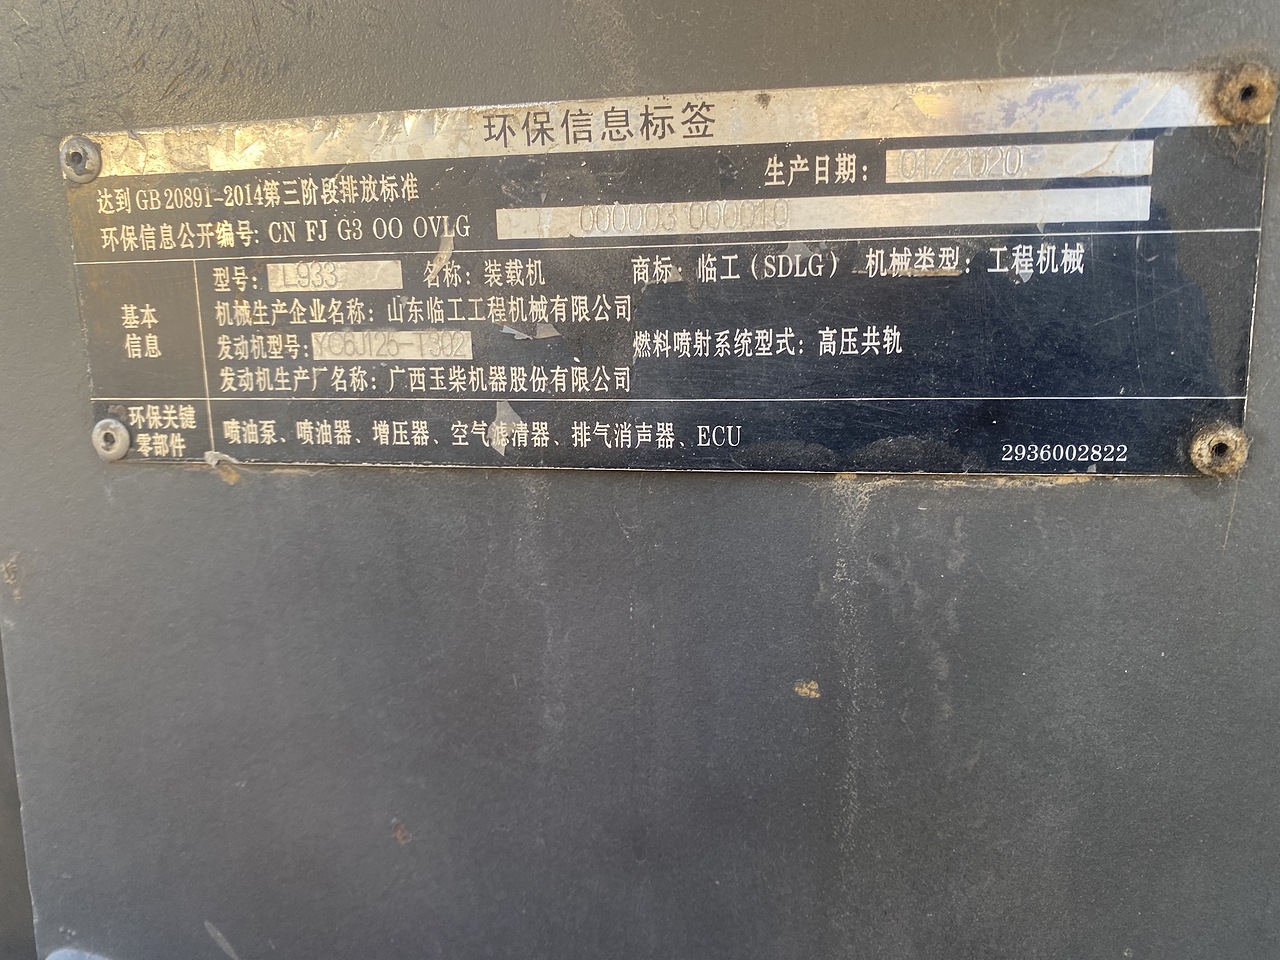 环保信息标签
生产日期: 01/2020
达到GB 20891-2014第三阶段排放标准
环保信息公开编号: CN FJ G3 OO OVLG 000003 000010
基本信息
型号: L933 名称: 装载机 商标: 临工(SDLG) 机械类型: 工程机械
机械生产企业名称: 山东临工工程机械有限公司
发动机型号: YC6J125-T302 燃料喷射系统型式: 高压共轨
发动机生产厂名称: 广西玉柴机器股份有限公司
环保关键零部件
喷油泵、喷油器、增压器、空气滤清器、排气消声器、ECU
2936002822